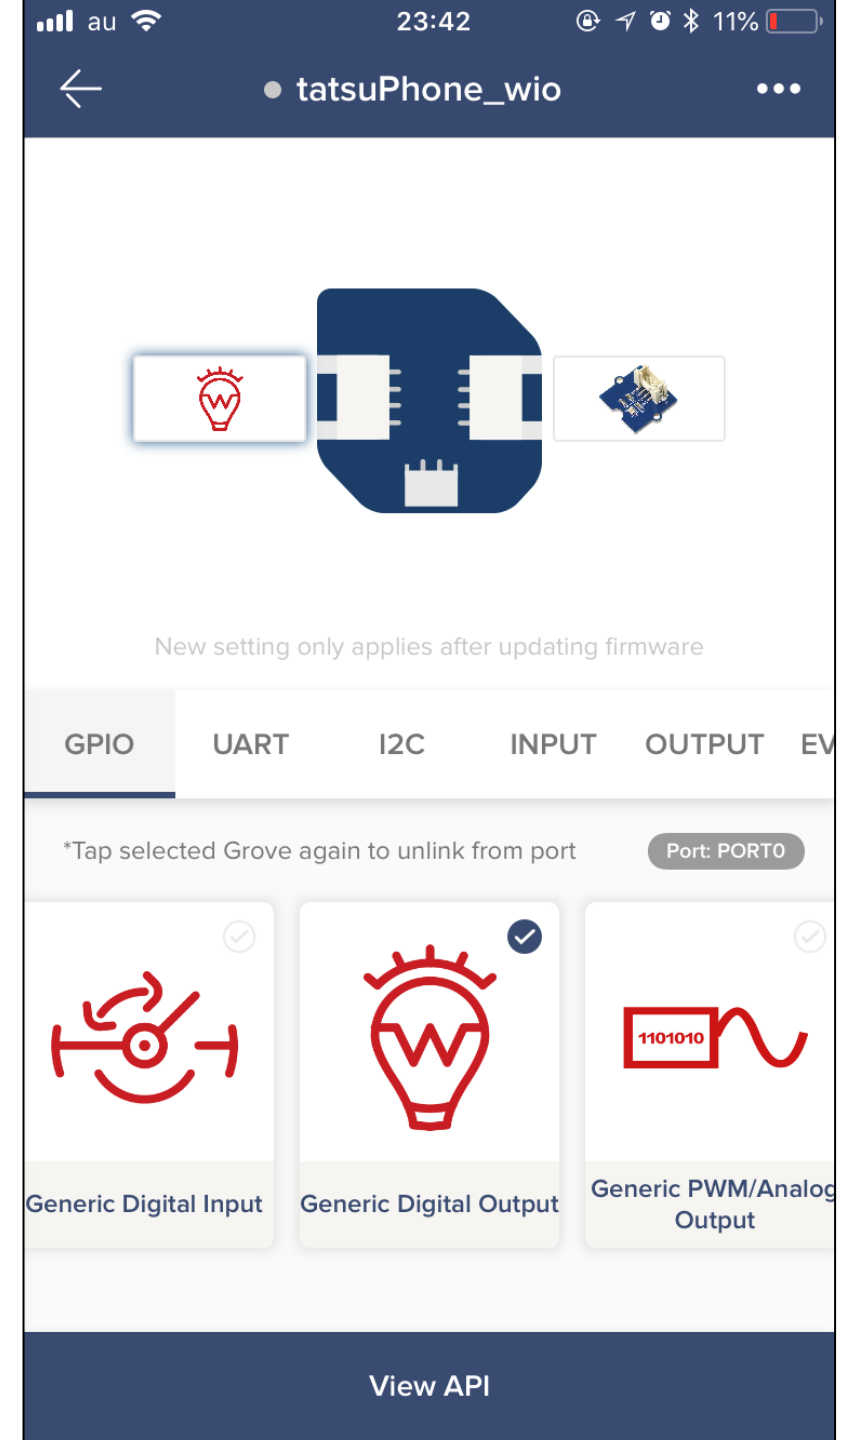 au 23:42 11%
tatsuPhone_wio
New setting only applies after updating firmware
GPIO UART I2C INPUT OUTPUT EV
*Tap selected Grove again to unlink from port Port: PORT0
1101010
Generic Digital Input Generic Digital Output Generic PWM/Analog
Output
View API